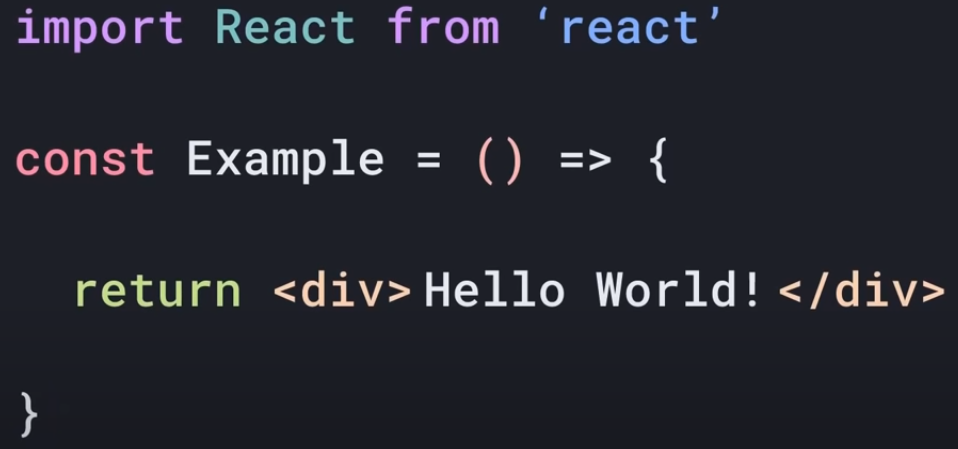 import React from ‘react’
const Example = () => {
return <div>Hello World!</div>
}